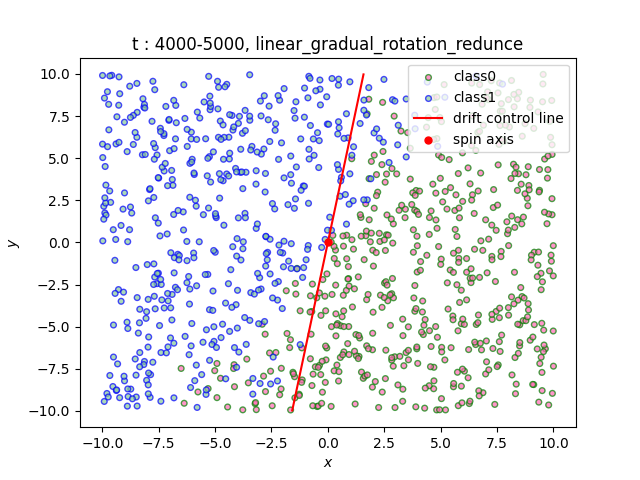 t : 4000-5000, linear_gradual_rotation_redunce
10.0
7.5
5.0
2.5
0.0
−2.5
−5.0
−7.5
−10.0
y
class0
class1
drift control line
spin axis
−10.0 −7.5 −5.0 −2.5 0.0 2.5 5.0 7.5 10.0
x